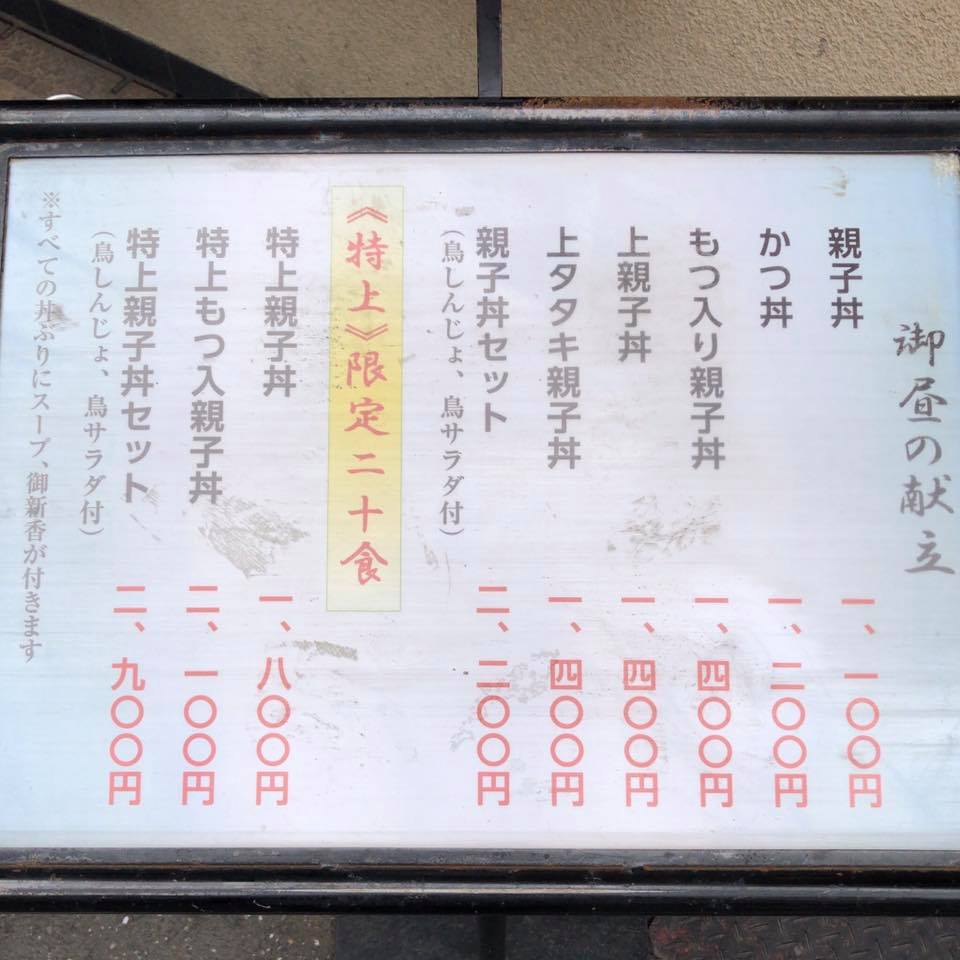 御昼の献立
親子丼 一、一〇〇円
かつ丼 一、二〇〇円
もつ入り親子丼 一、四〇〇円
上親子丼 一、四〇〇円
上タタキ親子丼 一、四〇〇円
親子丼セット 二、二〇〇円
（鳥しんじょ、鳥サラダ付）
《特上》限定二十食
特上親子丼 一、八〇〇円
特上もつ入親子丼 二、一〇〇円
特上親子丼セット 二、九〇〇円
（鳥しんじょ、鳥サラダ付）
※すべての丼ぶりにスープ、御新香が付きます